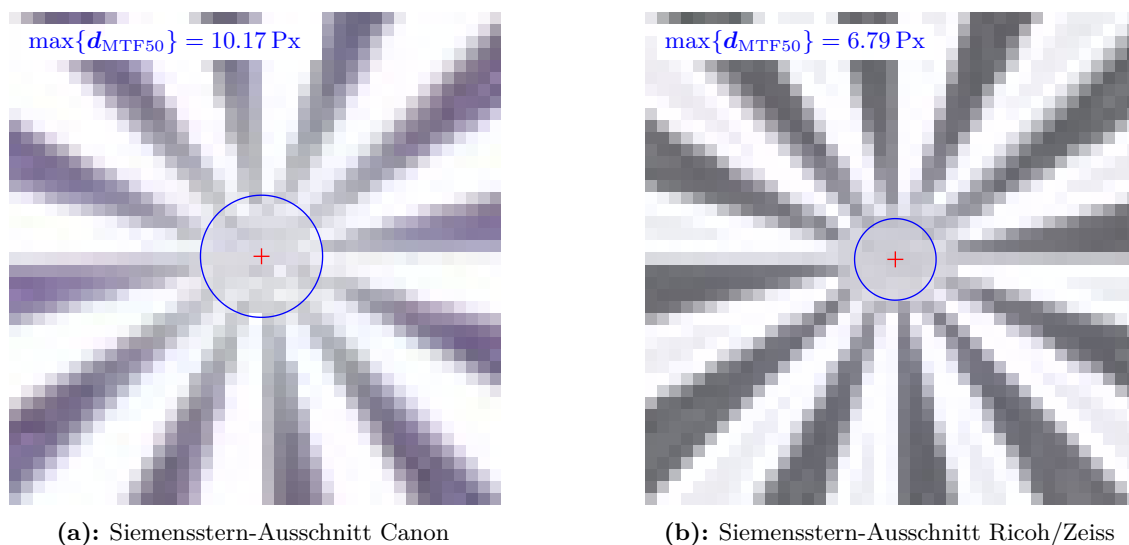 max{d_MTF50} = 10.17 Px
max{d_MTF50} = 6.79 Px
(a): Siemensstern-Ausschnitt Canon
(b): Siemensstern-Ausschnitt Ricoh/Zeiss